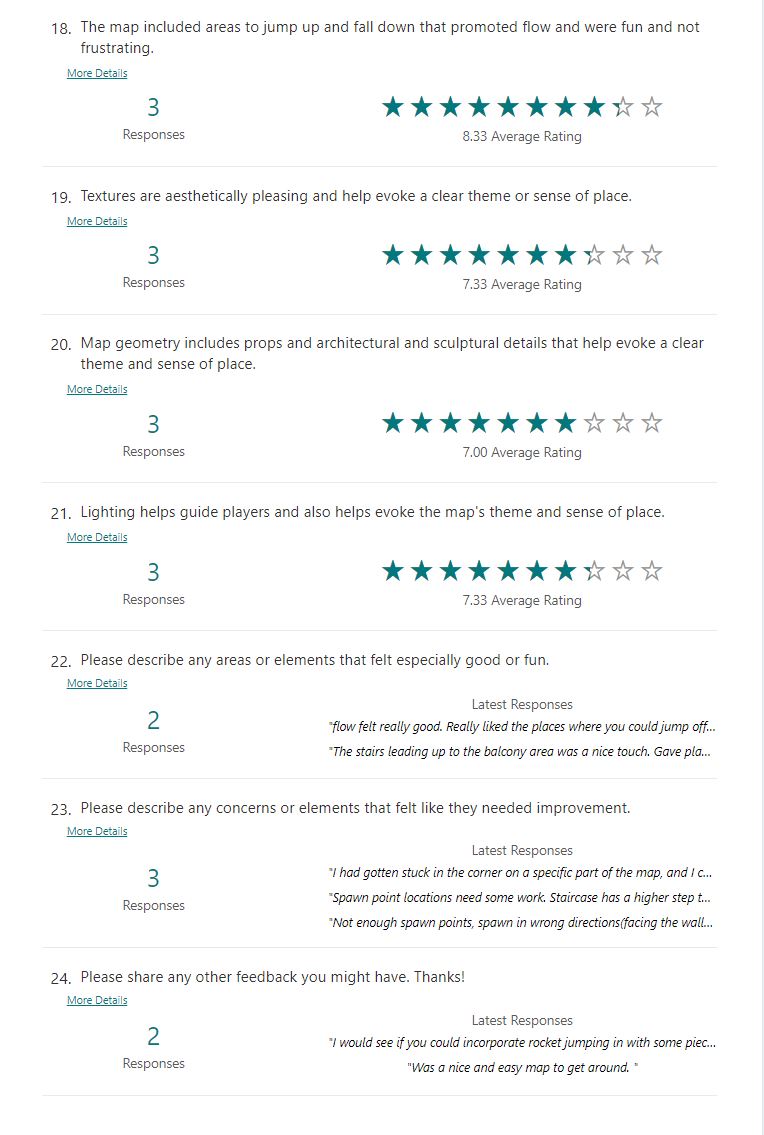 18. The map included areas to jump up and fall down that promoted flow and were fun and not
frustrating.
More Details
3
Responses
8.33 Average Rating
19. Textures are aesthetically pleasing and help evoke a clear theme or sense of place.
More Details
3
Responses
7.33 Average Rating
20. Map geometry includes props and architectural and sculptural details that help evoke a clear
theme and sense of place.
More Details
3
Responses
7.00 Average Rating
21. Lighting helps guide players and also helps evoke the map's theme and sense of place.
More Details
3
Responses
7.33 Average Rating
22. Please describe any areas or elements that felt especially good or fun.
More Details
2
Responses
Latest Responses
"flow felt really good. Really liked the places where you could jump off...
"The stairs leading up to the balcony area was a nice touch. Gave pla...
23. Please describe any concerns or elements that felt like they needed improvement.
More Details
3
Responses
Latest Responses
"I had gotten stuck in the corner on a specific part of the map, and I c...
"Spawn point locations need some work. Staircase has a higher step t...
"Not enough spawn points, spawn in wrong directions(facing the wall...
24. Please share any other feedback you might have. Thanks!
More Details
2
Responses
Latest Responses
"I would see if you could incorporate rocket jumping in with some piec...
"Was a nice and easy map to get around. "